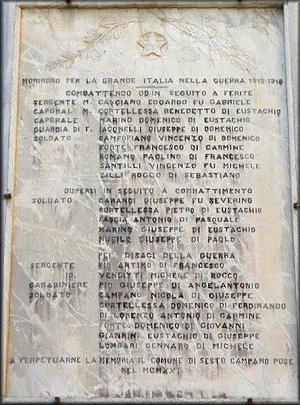 MORIRONO PER LA GRANDE ITALIA NELLA GUERRA 1915-1918
COMBATTENDO OD IN SEGUITO A FERITE
SERGENTE M. CASCIANO EDOARDO FU GABRIELE
CAPORALE M. CORTELLESSA BENEDETTO DI EUSTACHIO
CAPORALE MARINO DOMENICO DI EUSTACHIO
GUARDIA DI F. IACONELLI GIUSEPPE DI DOMENICO
SOLDATO CAMPOPIANO VINCENZO DI DOMENICO
FORTE FRANCESCO DI CARMINE
ROMANO PAOLINO DI FRANCESCO
SANTILLI VINCENZO FU MICHELE
ZILLI ROCCO DI SEBASTIANO
DISPERSI IN SEGUITO A COMBATTIMENTO
SOLDATO CARANDI GIUSEPPE FU SEVERINO
CORTELLESSA PIETRO DI EUSTACHIO
FASCIA ANTONIO DI PASQUALE
MARINO GIUSEPPE DI EUSTACHIO
GIUSEPPE DI PAOLO
PEI DISAGI DELLA GUERRA
SERGENTE PIO ANTIMO DI FRANCESCO
ID. VENDITTI MICHELE DI ROCCO
CARABINIERE PIO GIUSEPPE DI ANGELANTONIO
SOLDATO CAMPANO NICOLA DI GIUSEPPE
CORTELLESSA DOMENICO DI FERDINANDO
DI LORENZO ANTONIO DI CARMINE
FORTE DOMENICO DI GIOVANNI
GIANNINI EUSTACHIO DI GIUSEPPE
LOMBARI GENNARO DI MICHELE
A PERPETUARNE LA MEMORIA IL COMUNE DI SESTO CAMPANO POSE
NEL MCMXXI